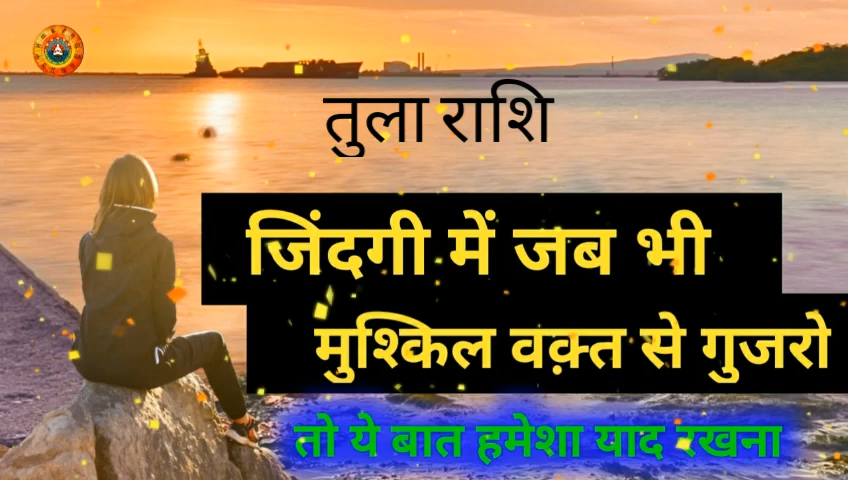 तुला राशि
जिंदगी में जब भी
मुश्किल वक़्त से गुजरो
तो ये बात हमेशा याद रखना